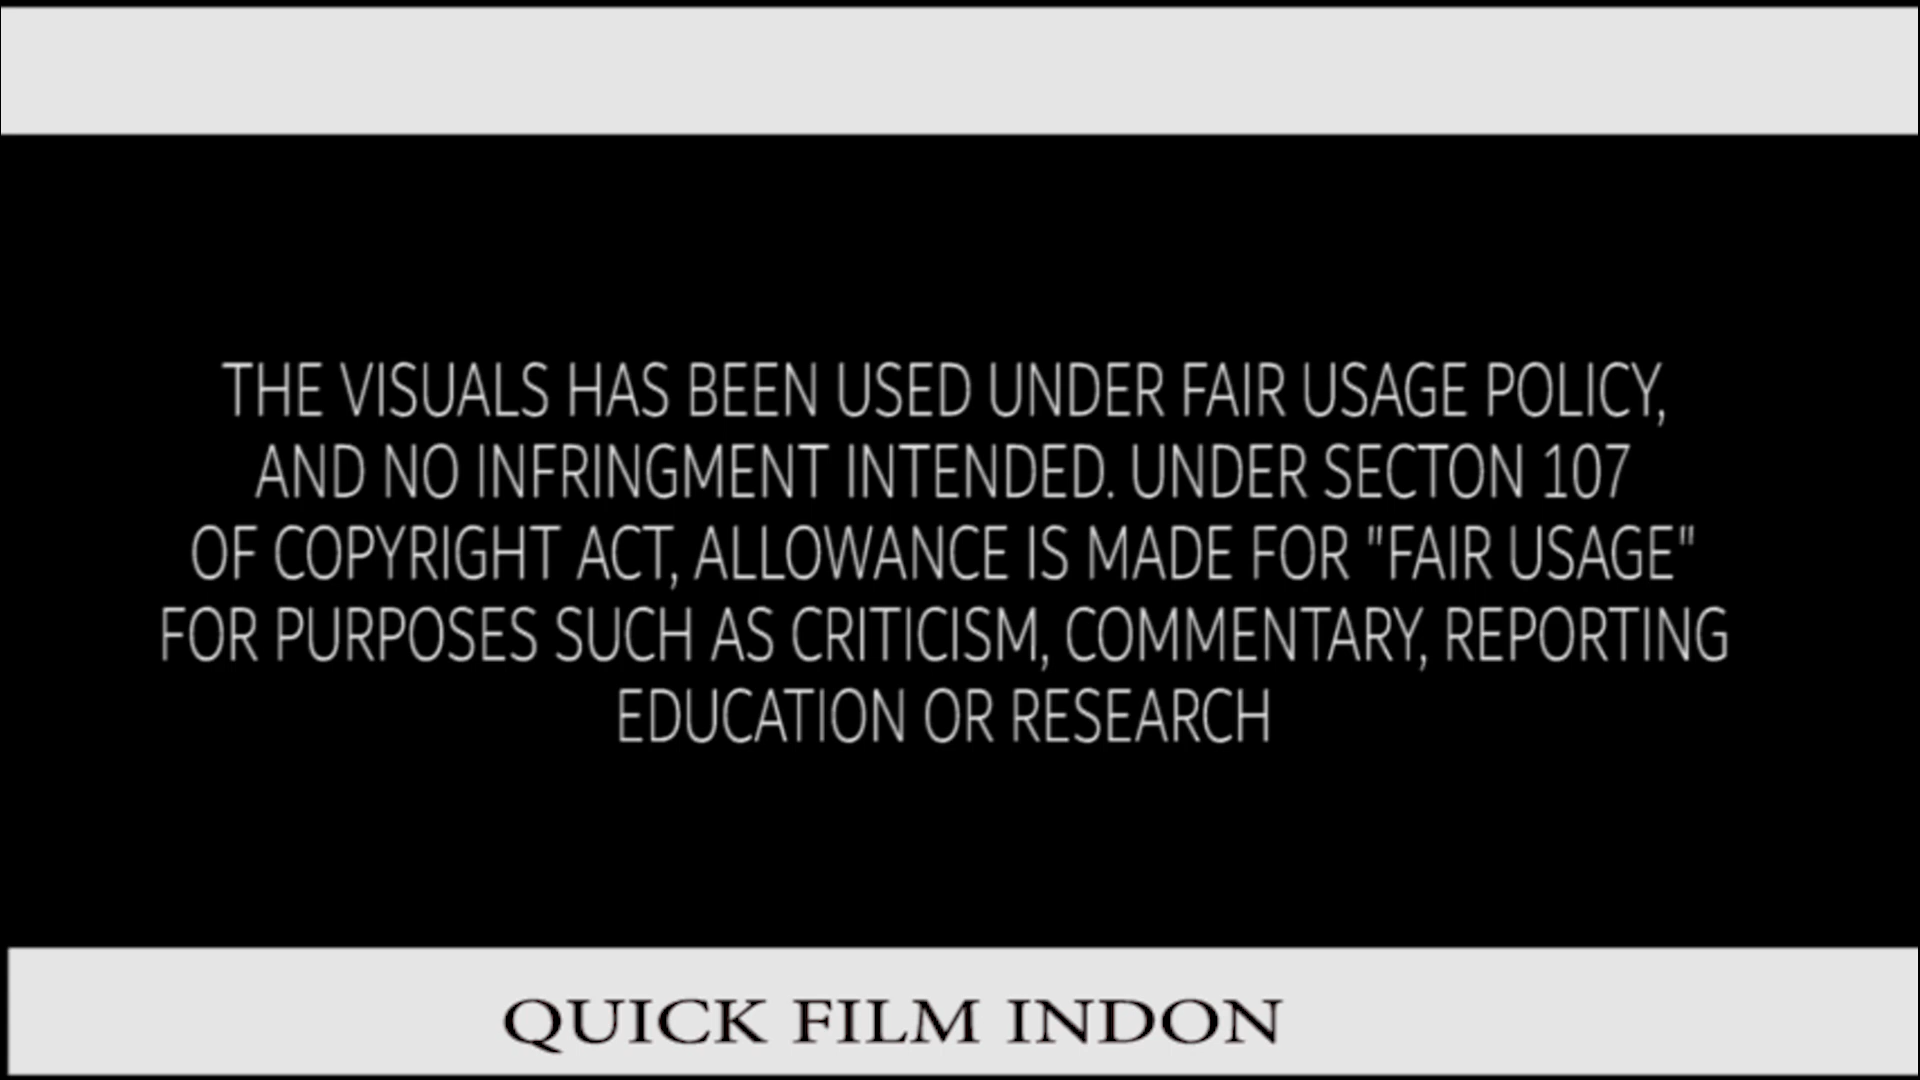 THE VISUALS HAS BEEN USED UNDER FAIR USAGE POLICY,
AND NO INFRINGMENT INTENDED. UNDER SECTON 107
OF COPYRIGHT ACT, ALLOWANCE IS MADE FOR "FAIR USAGE"
FOR PURPOSES SUCH AS CRITICISM, COMMENTARY, REPORTING
EDUCATION OR RESEARCH
QUICK FILM INDON